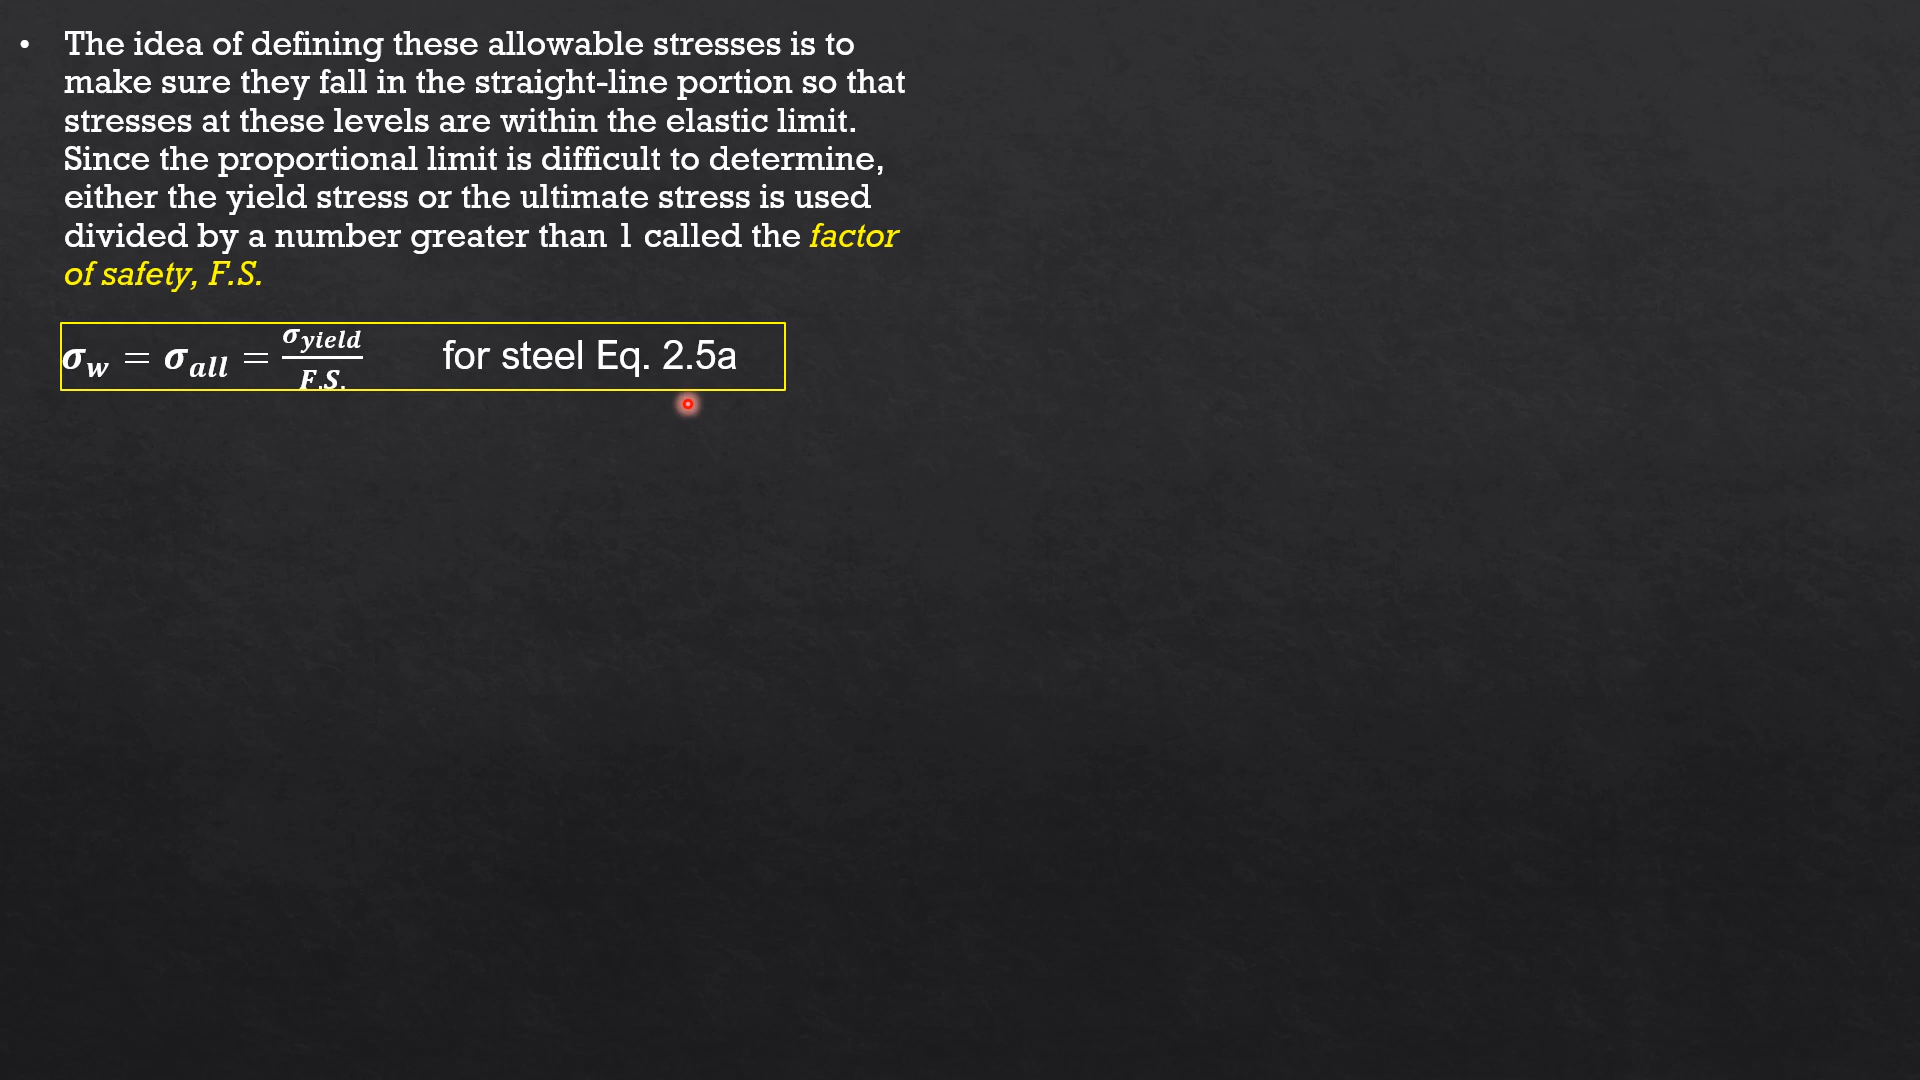 • The idea of defining these allowable stresses is to
make sure they fall in the straight-line portion so that
stresses at these levels are within the elastic limit.
Since the proportional limit is difficult to determine,
either the yield stress or the ultimate stress is used
divided by a number greater than 1 called the factor
of safety, F.S.
σ_w = σ_all = σ_yield / F.S. for steel Eq. 2.5a